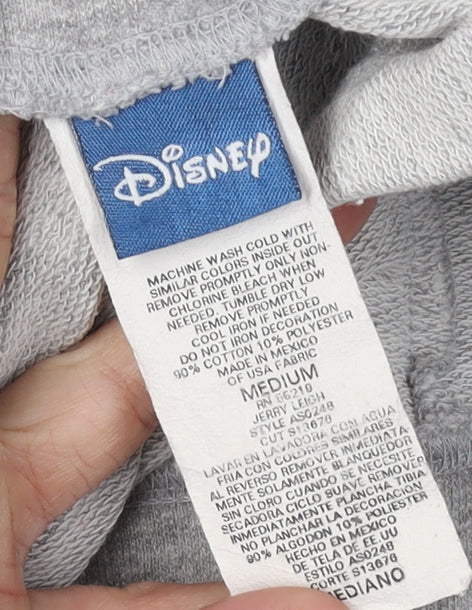 Disney
MACHINE WASH COLD WITH
SIMILAR COLORS INSIDE OUT
REMOVE PROMPTLY ONLY NON-
CHLORINE BLEACH WHEN
NEEDED. TUMBLE DRY LOW
REMOVE PROMPTLY
COOL IRON IF NEEDED
DO NOT IRON DECORATION
90% COTTON 10% POLYESTER
MADE IN MEXICO
OF USA FABRIC
MEDIUM
RN 86219
JERRY LEIGH
STYLE AS0248
CUT S13678
LAVAR EN LAVADORA CON AGUA
FRIA CON COLORES SIMILARES
AL REVERSO REMOVER INMEDIATA-
MENTE SOLAMENTE BLANQUEDOR
SIN CLORO CUANDO SE NECESITE.
SECADORA CICLO SUAVE REMOVER
INMEDIATAMENTE PLANCHA TIBIA
NO PLANCHAR LA DECORACION
90% ALGODON 10% POLYESTER
HECHO EN MEXICO
DE TELA DE EE.UU
ESTILO AS0248
CORTE S13678
MEDIANO